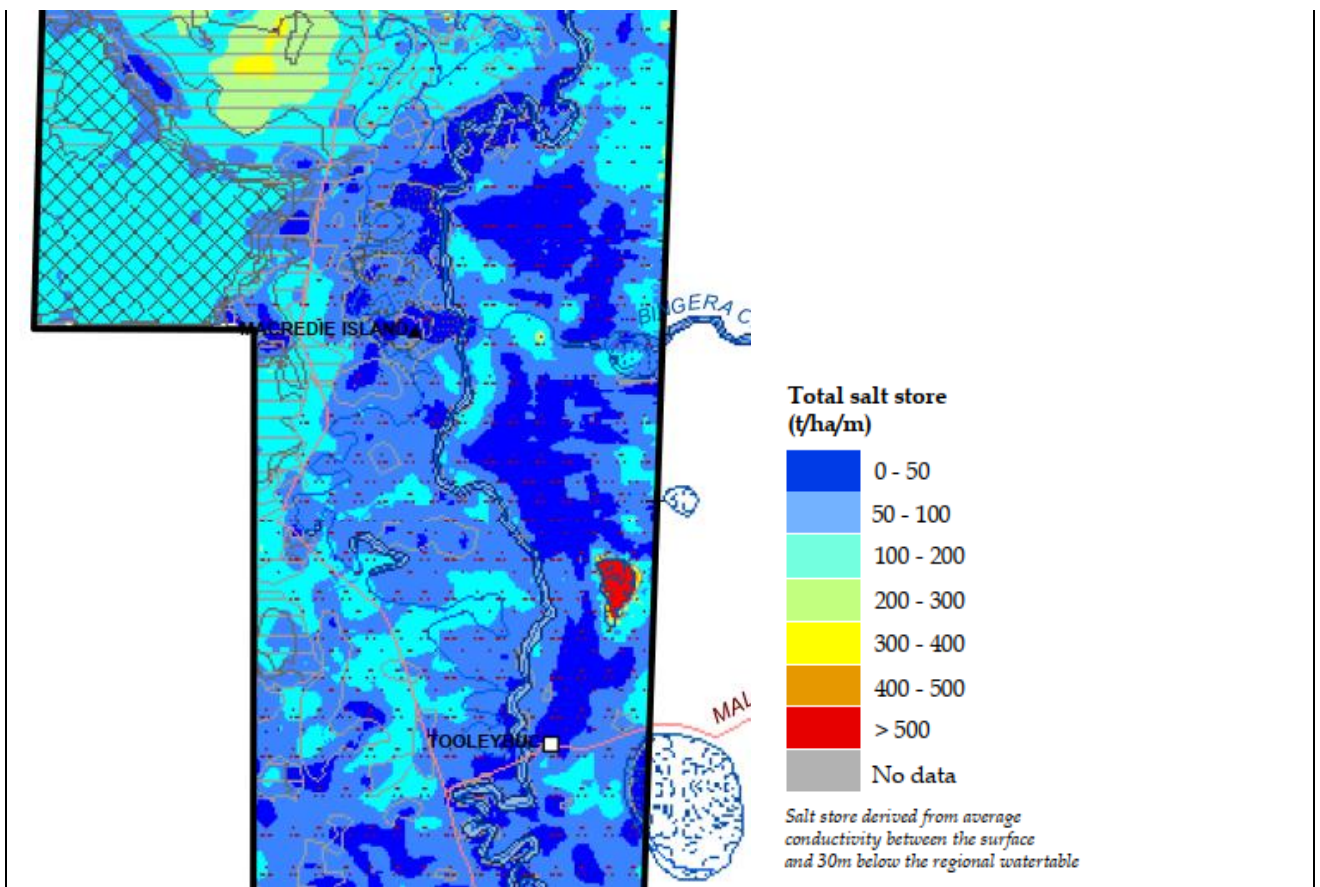 MACREDIE ISLAND
BINGERA C
Total salt store
(t/ha/m)
0 - 50
50 - 100
100 - 200
200 - 300
300 - 400
400 - 500
> 500
No data
MAL
TOOLEYBUC
Salt store derived from average
conductivity between the surface
and 30m below the regional watertable